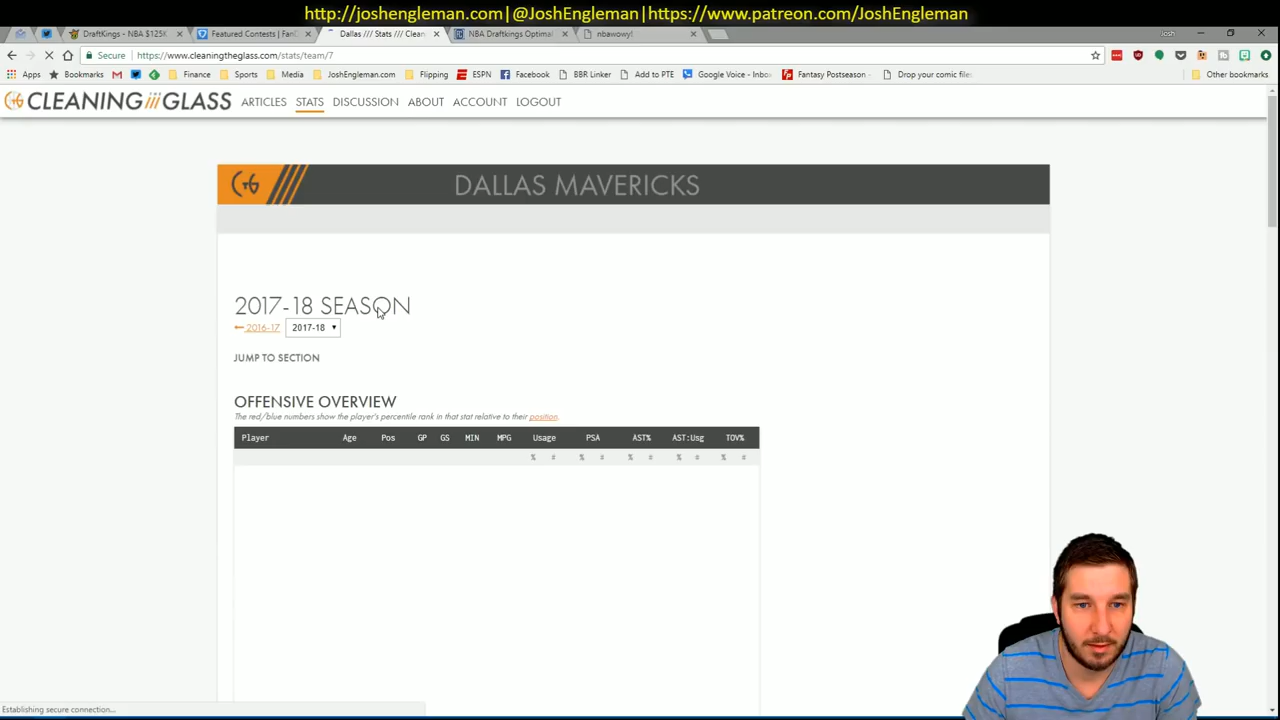 http://joshengleman.com|@JoshEngleman|https://www.patreon.com/JoshEngleman
DraftKings - NBA $125K
Featured Contests | FanD
Dallas /// Stats /// Clean
NBA Draftkings Optimal
nbawowy!
Josh
Secure
https://www.cleaningtheglass.com/stats/team/7
Apps
Bookmarks
Finance
Sports
Media
JoshEngleman.com
Flipping
ESPN
Facebook
BBR Linker
Add to PTE
Google Voice - Inbo
Fantasy Postseason -
Drop your comic files
Other bookmarks
CLEANING GLASS
ARTICLES STATS DISCUSSION ABOUT ACCOUNT LOGOUT
CTG
DALLAS MAVERICKS
2017-18 SEASON
2016-17 2017-18
JUMP TO SECTION
OFFENSIVE OVERVIEW
The red/blue numbers show the player's percentile rank in that stat relative to their position.
Player Age Pos GP GS MIN MPG Usage PSA AST% AST:Usg TOV%
% # % # % # % # % #
Establishing secure connection...